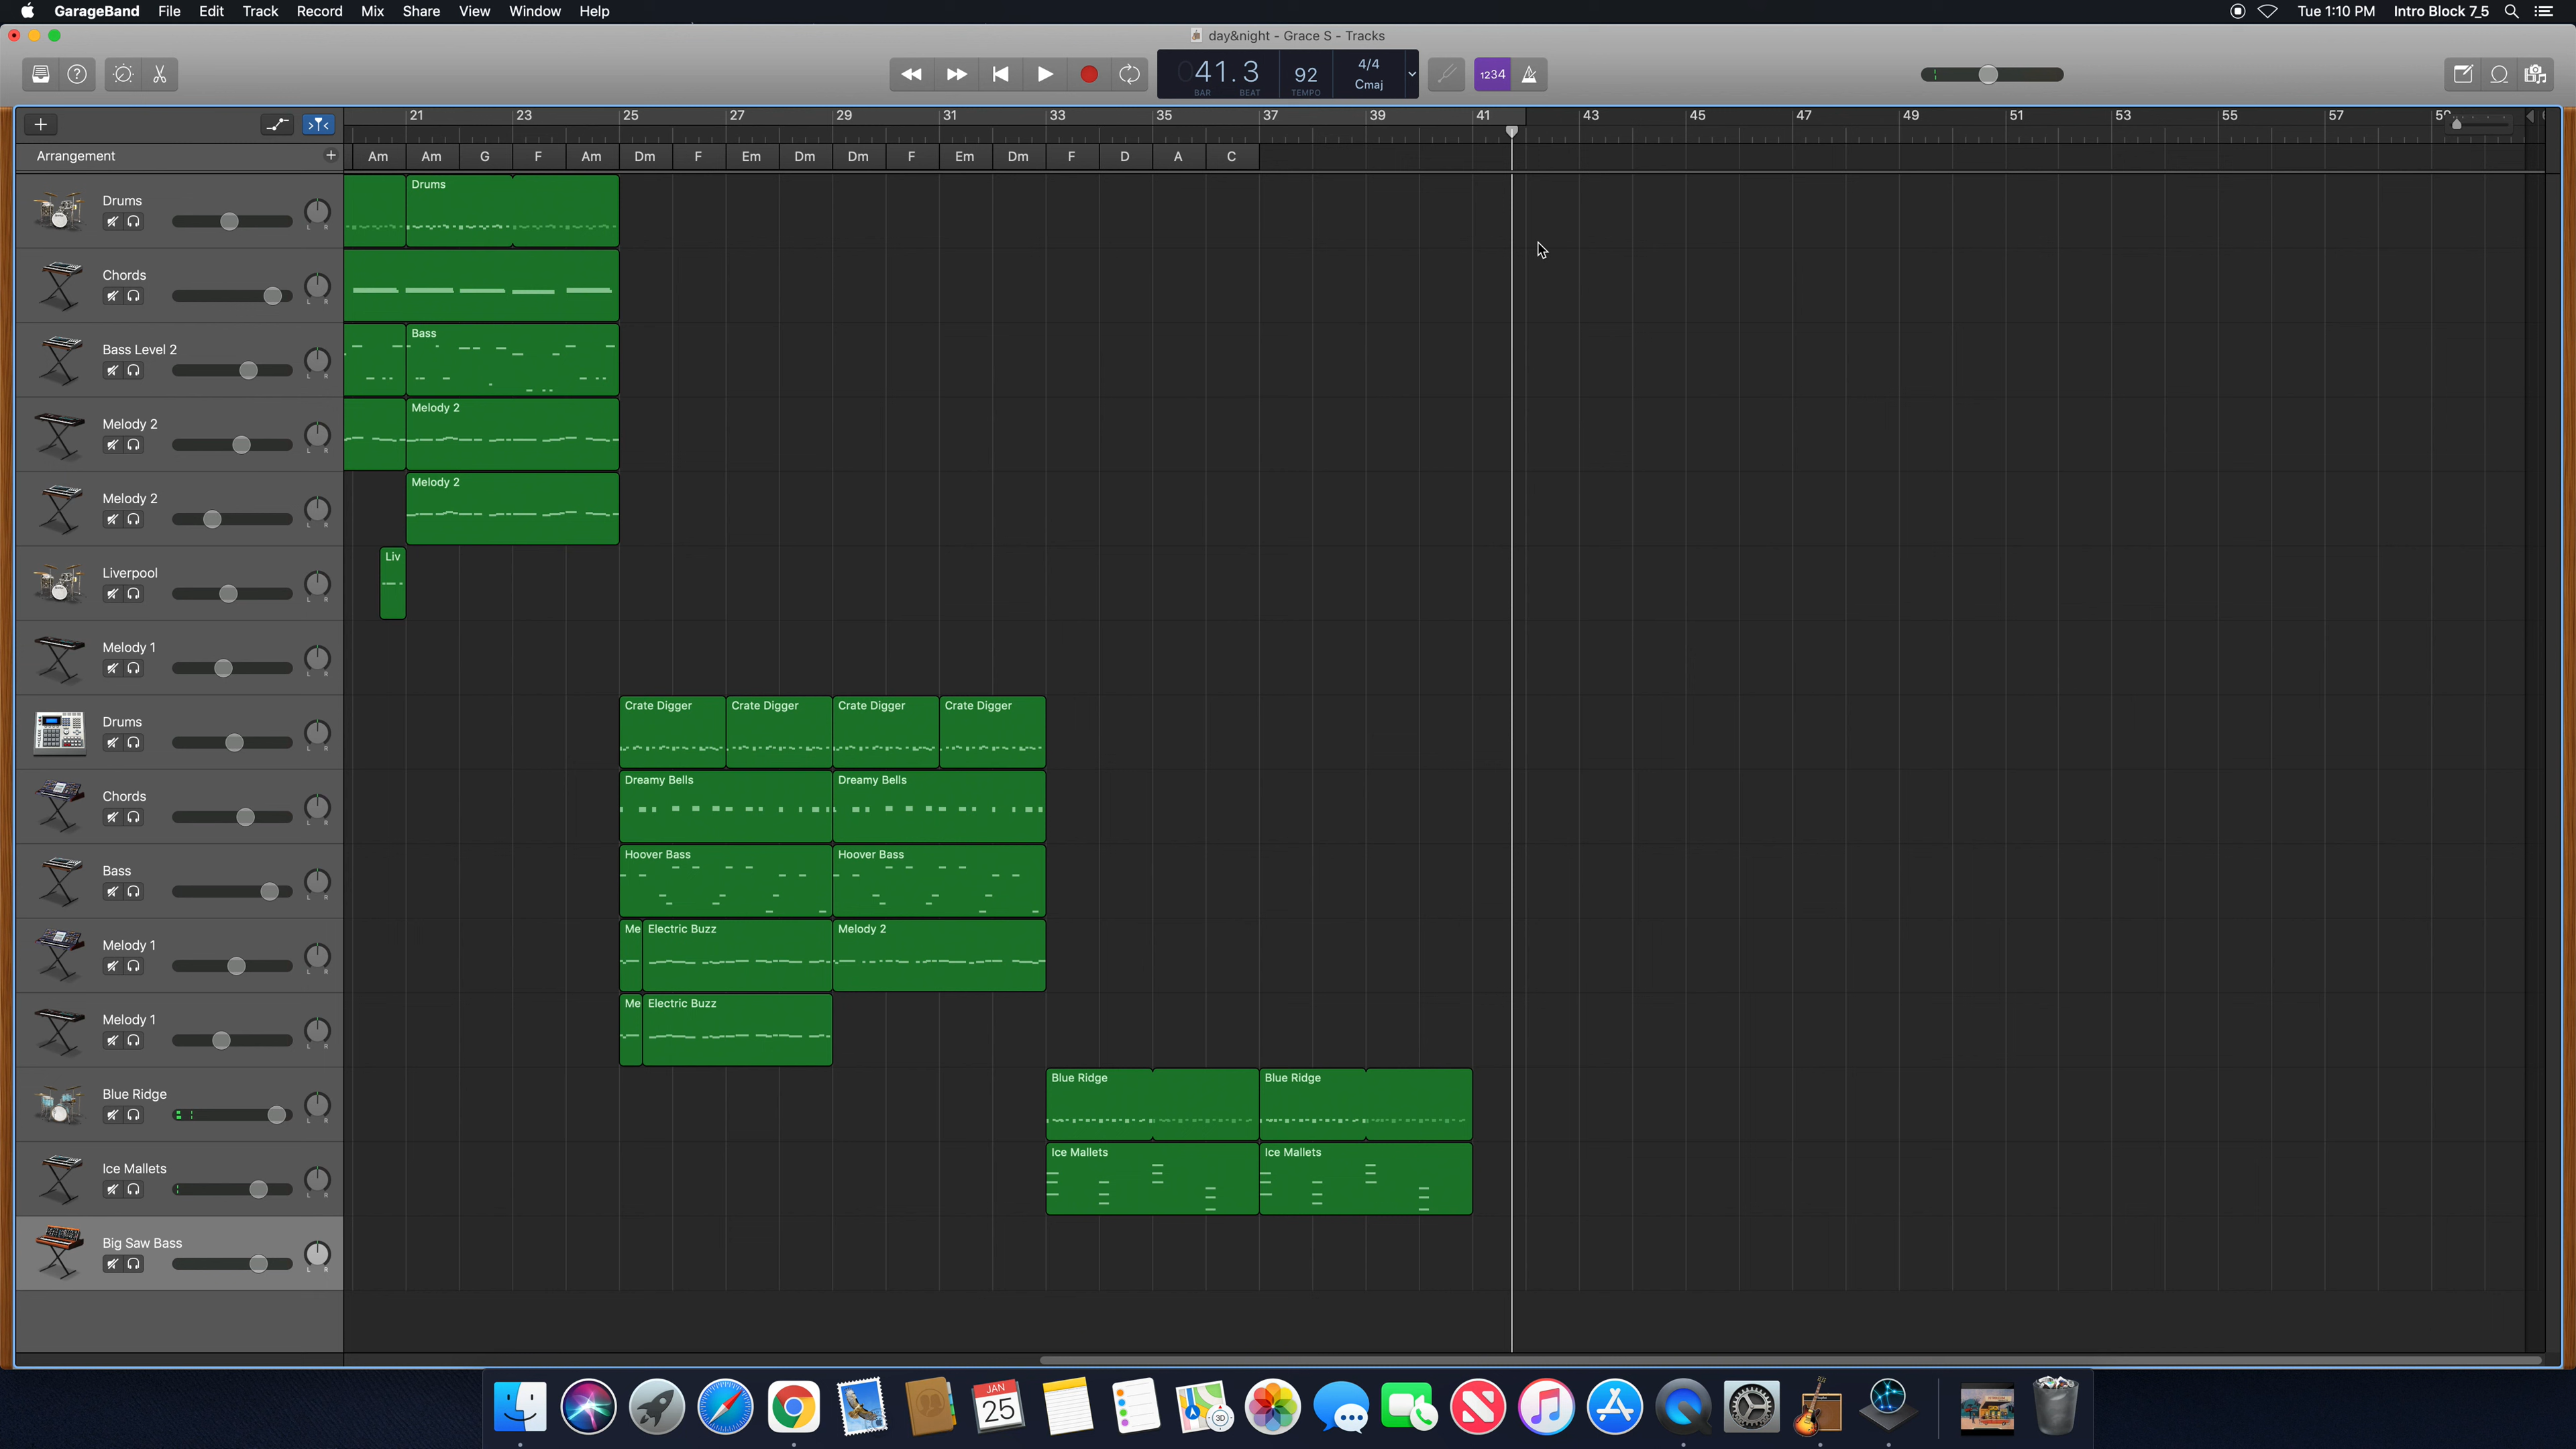 GarageBand File Edit Track Record Mix Share View Window Help Tue 1:10 PM Intro Block 7_5
day&night - Grace S - Tracks
41.3 92 4/4 Cmaj
BAR BEAT TEMPO
1234
21 23 25 27 29 31 33 35 37 39 41 43 45 47 49 51 53 55 57
Arrangement Am Am G F Am Dm F Em Dm Dm F Em Dm F D A C
Drums
Drums
L R
Chords
L R
Bass Level 2
Bass
L R
Melody 2
Melody 2
L R
Melody 2
Melody 2
L R
Liverpool
Liv
L R
Melody 1
L R
Drums
Crate Digger Crate Digger Crate Digger Crate Digger
L R
Chords
Dreamy Bells Dreamy Bells
L R
Bass
Hoover Bass Hoover Bass
L R
Melody 1
Me Electric Buzz Melody 2
L R
Melody 1
Me Electric Buzz
L R
Blue Ridge
Blue Ridge Blue Ridge
L R
Ice Mallets
Ice Mallets Ice Mallets
L R
Big Saw Bass
L R
JAN
25
3D